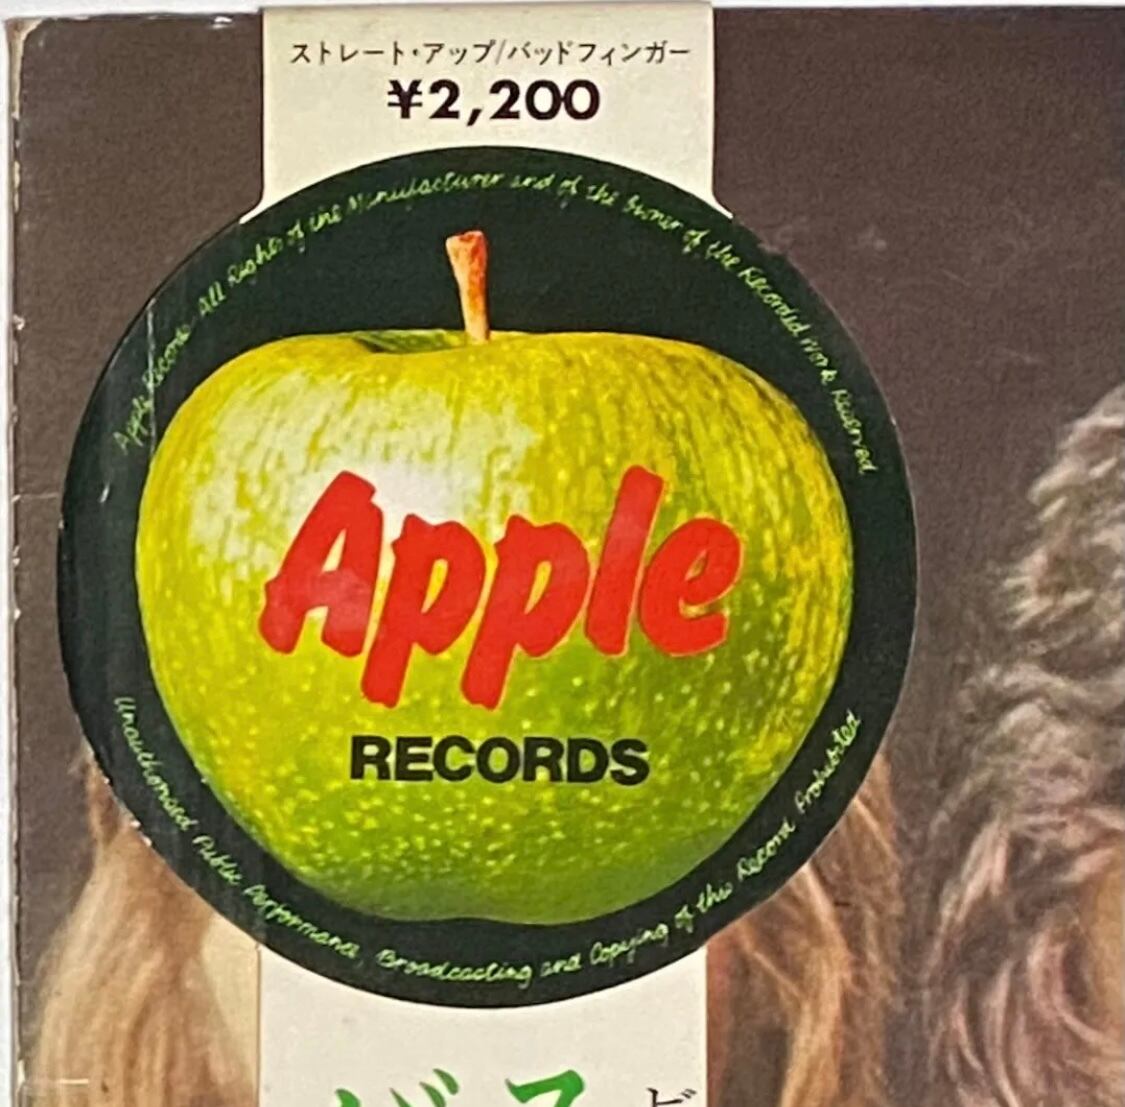 ストレート・アップ/バッドフィンガー
¥2,200
Apple Records All Rights of the Manufacturer and of the Owner of the Recorded Work Reserved
Apple
RECORDS
Unauthorised Public Performance, Broadcasting and Copying of this Record Prohibited